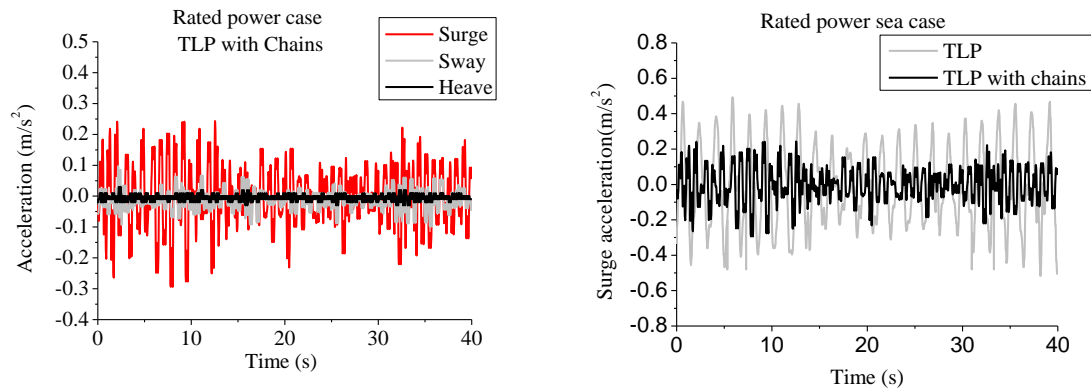 Rated power case
TLP with Chains
Surge
Sway
Heave
0.5
0.4
0.3
0.2
0.1
0.0
-0.1
-0.2
-0.3
-0.4
0
10
20
30
40
Acceleration (m/s²)
Time (s)
Rated power sea case
TLP
TLP with chains
0.8
0.6
0.4
0.2
0.0
-0.2
-0.4
-0.6
-0.8
0
10
20
30
40
Surge acceleration(m/s²)
Time (s)